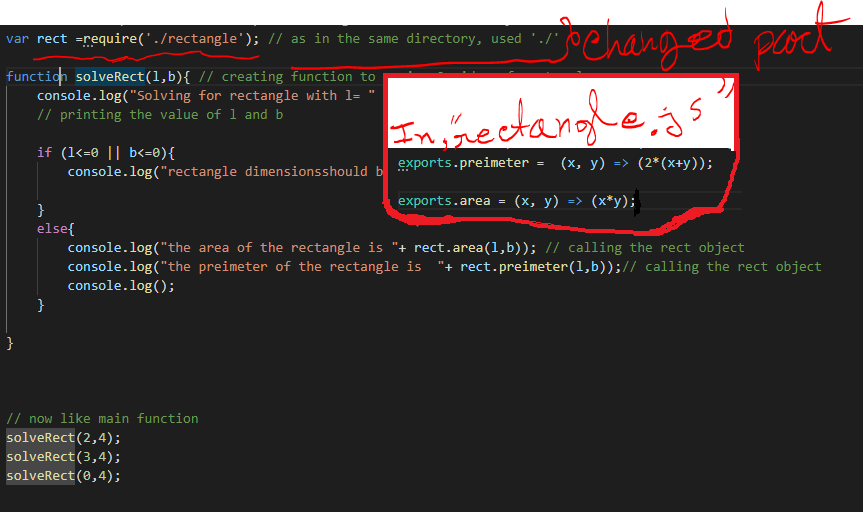 var rect =require('./rectangle'); // as in the same directory, used './' changed part
function solveRect(l,b){ // creating function to
console.log("Solving for rectangle with l= "
// printing the value of l and b
In "rectangle.js"
if (l<=0 || b<=0){
exports.preimeter = (x, y) => (2*(x+y));
console.log("rectangle dimensionsshould b
exports.area = (x, y) => (x*y);
}
else{
console.log("the area of the rectangle is "+ rect.area(l,b)); // calling the rect object
console.log("the preimeter of the rectangle is  "+ rect.preimeter(l,b));// calling the rect object
console.log();
}
}
// now like main function
solveRect(2,4);
solveRect(3,4);
solveRect(0,4);